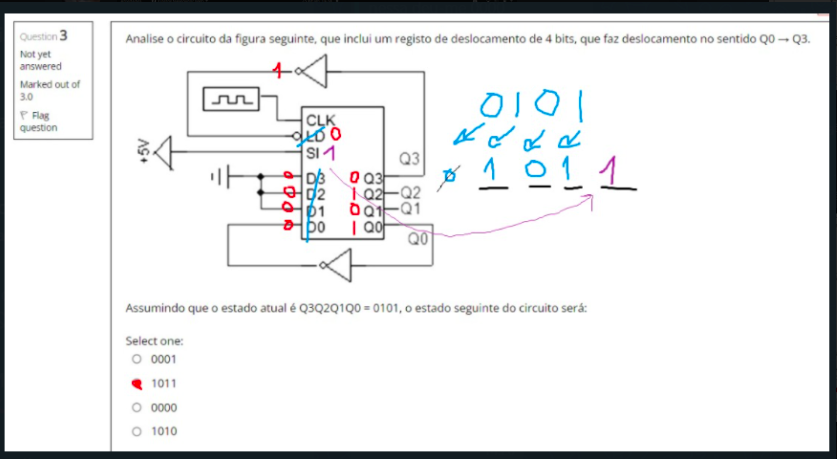 Question 3
Not yet
answered
Marked out of
3.0
Flag
question
Analise o circuito da figura seguinte, que inclui um registo de deslocamento de 4 bits, que faz deslocamento no sentido Q0 → Q3.
1
CLK
LD 0
SI 1
+5V
Q3
0 D3 0 Q3
0 D2 1 Q2 Q2
0 D1 0 Q1 Q1
0 D0 1 Q0
Q0
0101
0 1 0 1 1
Assumindo que o estado atual é Q3Q2Q1Q0 = 0101, o estado seguinte do circuito será:
Select one:
0001
1011
0000
1010